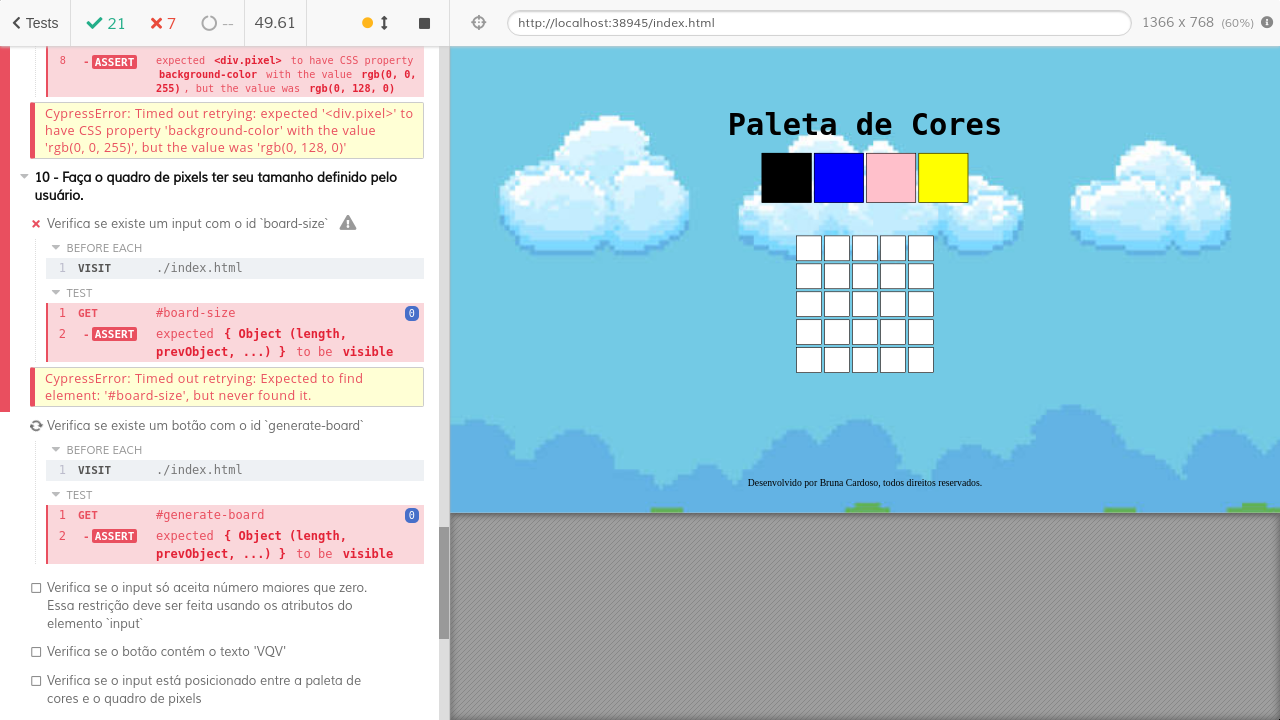 Tests
21
7
--
49.61
http://localhost:38945/index.html
1366 x 768 (60%)
8 -ASSERT expected <div.pixel> to have CSS property
background-color with the value rgb(0, 0,
255), but the value was rgb(0, 128, 0)
CypressError: Timed out retrying: expected '<div.pixel>' to
have CSS property 'background-color' with the value
'rgb(0, 0, 255)', but the value was 'rgb(0, 128, 0)'
10 - Faça o quadro de pixels ter seu tamanho definido pelo
usuário.
Verifica se existe um input com o id `board-size`
BEFORE EACH
1 VISIT ./index.html
TEST
1 GET #board-size 0
2 -ASSERT expected { Object (length,
prevObject, ...) } to be visible
CypressError: Timed out retrying: Expected to find
element: '#board-size', but never found it.
Verifica se existe um botão com o id `generate-board`
BEFORE EACH
1 VISIT ./index.html
TEST
1 GET #generate-board 0
2 -ASSERT expected { Object (length,
prevObject, ...) } to be visible
Verifica se o input só aceita número maiores que zero.
Essa restrição deve ser feita usando os atributos do
elemento `input`
Verifica se o botão contém o texto 'VQV'
Verifica se o input está posicionado entre a paleta de
cores e o quadro de pixels
Paleta de Cores
Desenvolvido por Bruna Cardoso, todos direitos reservados.